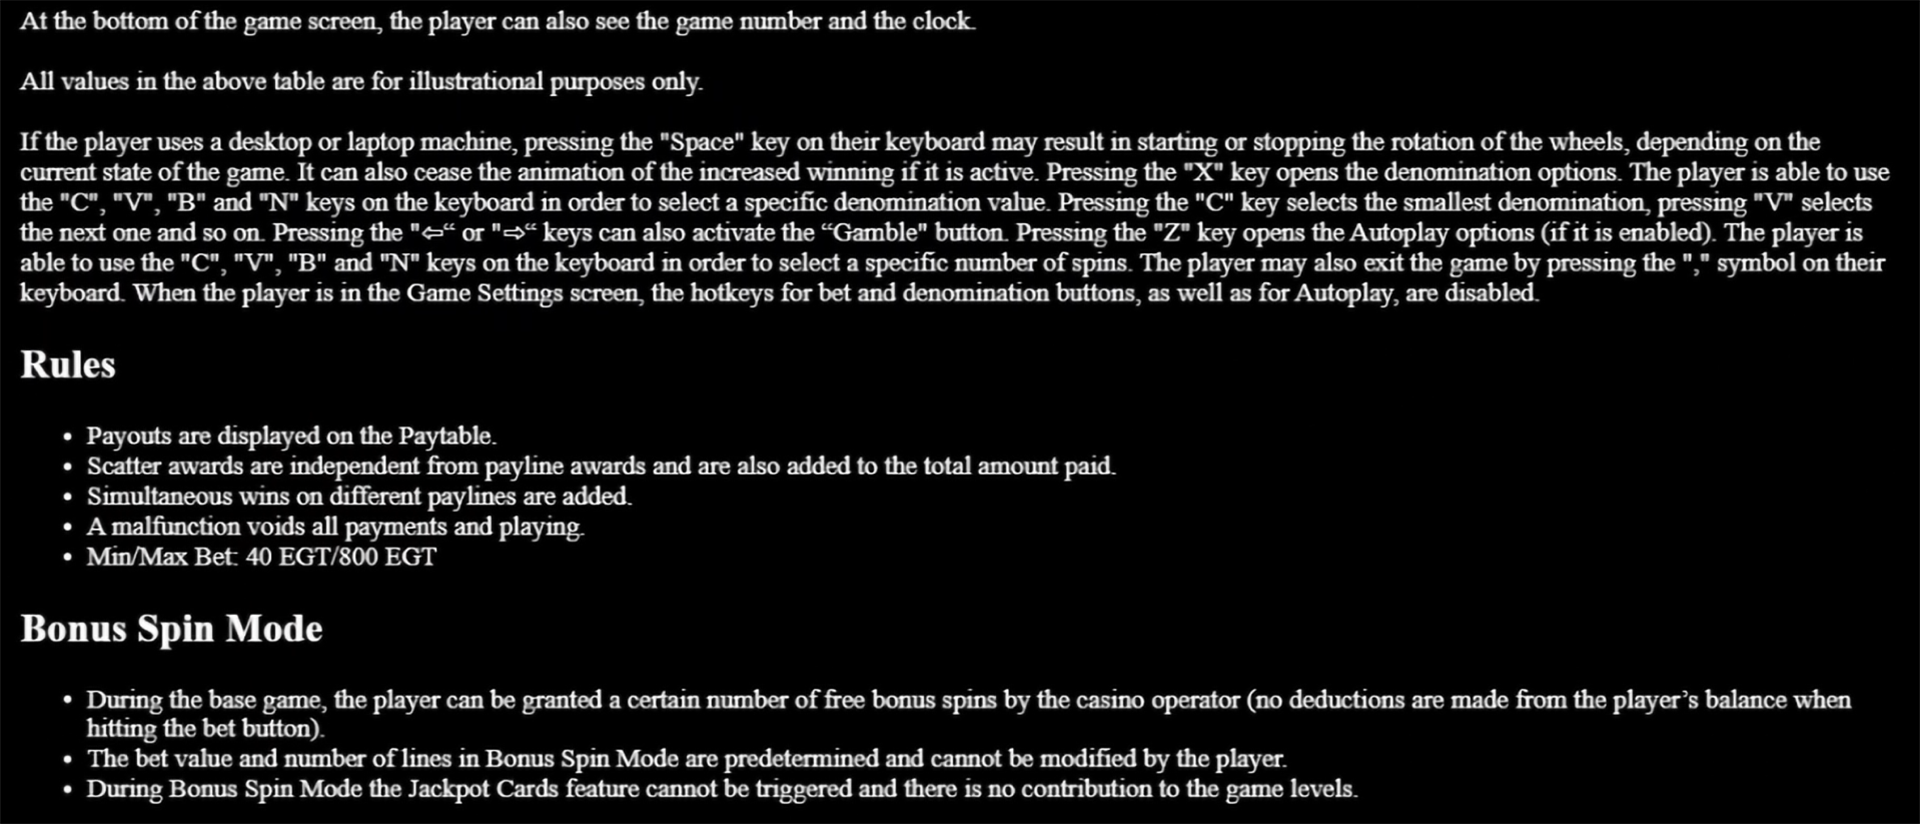 At the bottom of the game screen, the player can also see the game number and the clock.
All values in the above table are for illustrational purposes only.
If the player uses a desktop or laptop machine, pressing the "Space" key on their keyboard may result in starting or stopping the rotation of the wheels, depending on the
current state of the game. It can also cease the animation of the increased winning if it is active. Pressing the "X" key opens the denomination options. The player is able to use
the "C", "V", "B" and "N" keys on the keyboard in order to select a specific denomination value. Pressing the "C" key selects the smallest denomination, pressing "V" selects
the next one and so on. Pressing the "⇦“ or "⇨“ keys can also activate the “Gamble" button. Pressing the "Z" key opens the Autoplay options (if it is enabled). The player is
able to use the "C", "V", "B" and "N" keys on the keyboard in order to select a specific number of spins. The player may also exit the game by pressing the "," symbol on their
keyboard. When the player is in the Game Settings screen, the hotkeys for bet and denomination buttons, as well as for Autoplay, are disabled.
Rules
• Payouts are displayed on the Paytable.
• Scatter awards are independent from payline awards and are also added to the total amount paid.
• Simultaneous wins on different paylines are added.
• A malfunction voids all payments and playing.
• Min/Max Bet: 40 EGT/800 EGT
Bonus Spin Mode
• During the base game, the player can be granted a certain number of free bonus spins by the casino operator (no deductions are made from the player’s balance when
hitting the bet button).
• The bet value and number of lines in Bonus Spin Mode are predetermined and cannot be modified by the player.
• During Bonus Spin Mode the Jackpot Cards feature cannot be triggered and there is no contribution to the game levels.